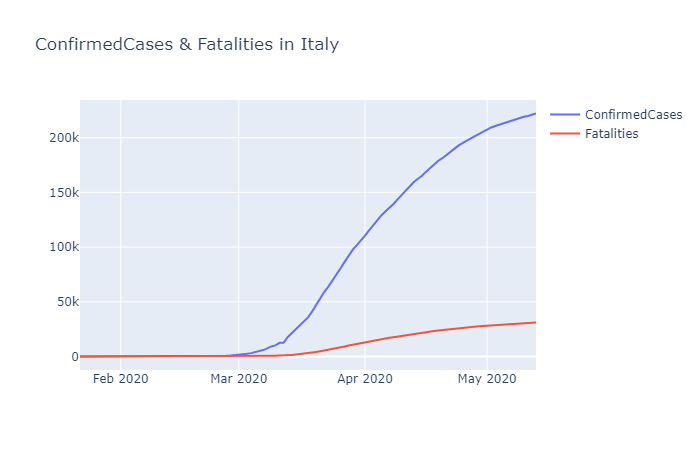 ConfirmedCases & Fatalities in Italy
ConfirmedCases
Fatalities
200k
150k
100k
50k
0
Feb 2020
Mar 2020
Apr 2020
May 2020